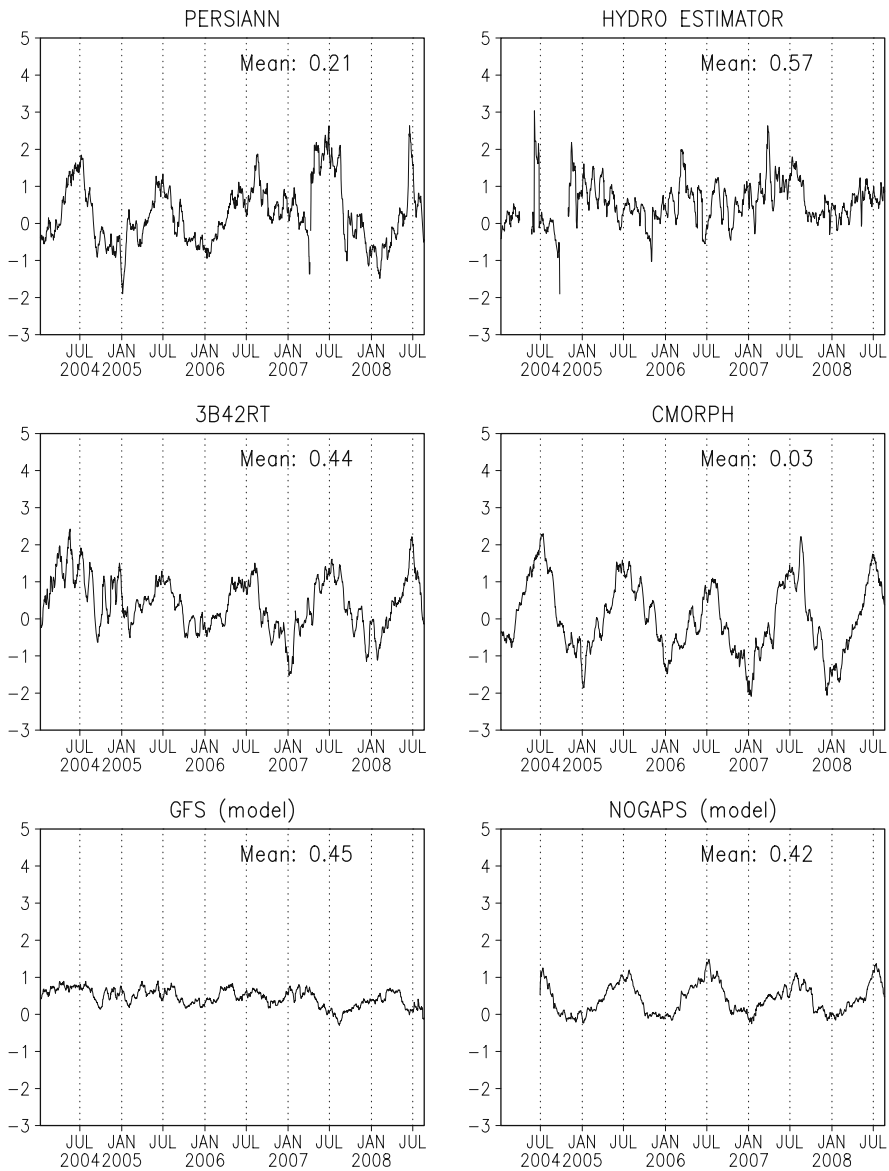 PERSIANN
HYDRO ESTIMATOR
5
4
3
2
1
0
−1
−2
−3
Mean: 0.21
JUL JAN JUL JAN JUL JAN JUL JAN JUL
2004 2005 2006 2007 2008
5
4
3
2
1
0
−1
−2
−3
Mean: 0.57
JUL JAN JUL JAN JUL JAN JUL JAN JUL
2004 2005 2006 2007 2008
3B42RT
CMORPH
5
4
3
2
1
0
−1
−2
−3
Mean: 0.44
JUL JAN JUL JAN JUL JAN JUL JAN JUL
2004 2005 2006 2007 2008
5
4
3
2
1
0
−1
−2
−3
Mean: 0.03
JUL JAN JUL JAN JUL JAN JUL JAN JUL
2004 2005 2006 2007 2008
GFS (model)
NOGAPS (model)
5
4
3
2
1
0
−1
−2
−3
Mean: 0.45
JUL JAN JUL JAN JUL JAN JUL JAN JUL
2004 2005 2006 2007 2008
5
4
3
2
1
0
−1
−2
−3
Mean: 0.42
JUL JAN JUL JAN JUL JAN JUL JAN JUL
2004 2005 2006 2007 2008